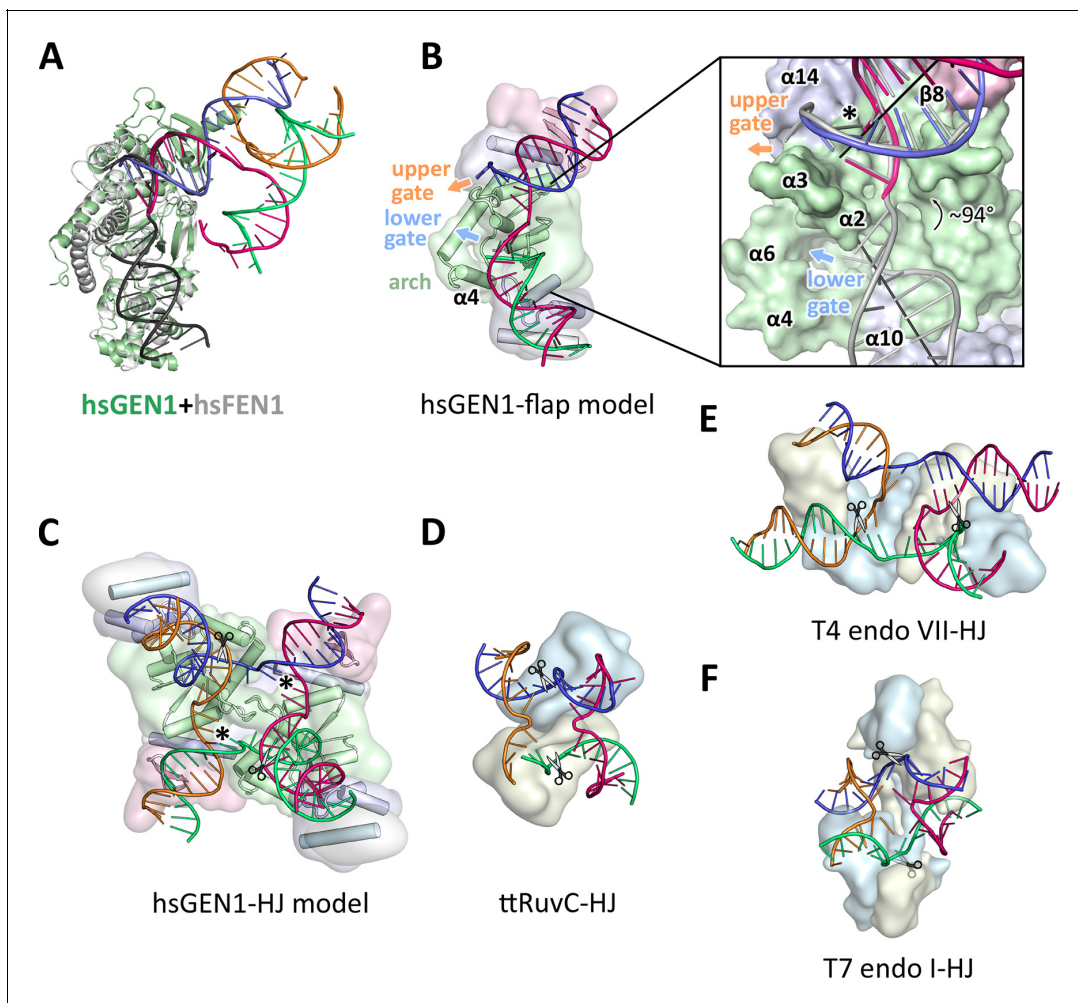 A
hsGEN1+hsFEN1
B
upper
gate
lower
gate
arch
α4
hsGEN1-flap model
α14
β8
*
upper
gate
α3
α2
~94°
α6
lower
gate
α4
α10
C
*
*
hsGEN1-HJ model
D
ttRuvC-HJ
E
T4 endo VII-HJ
F
T7 endo I-HJ